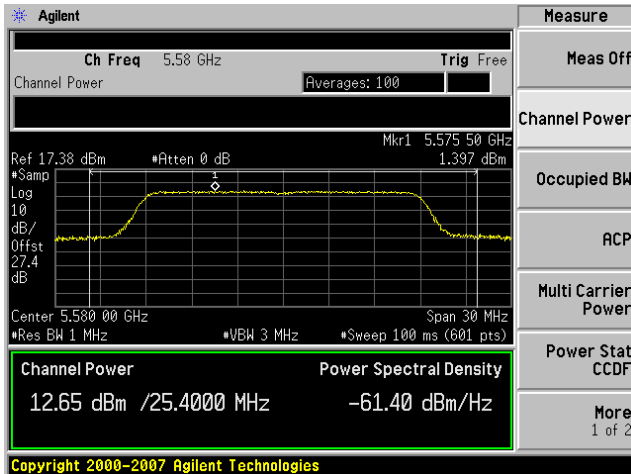 Agilent
Measure
Ch Freq 5.58 GHz Trig Free
Channel Power Averages: 100
Meas Off
Channel Power
Mkr1 5.575 50 GHz
Ref 17.38 dBm #Atten 0 dB 1.397 dBm
#Samp
Log
10
dB/
Offst
27.4
dB
1
Occupied BW
ACP
Multi Carrier
Power
Center 5.580 00 GHz Span 30 MHz
#Res BW 1 MHz #VBW 3 MHz #Sweep 100 ms (601 pts)
Power Stat
CCDF
Channel Power Power Spectral Density
12.65 dBm /25.4000 MHz -61.40 dBm/Hz
More
1 of 2
Copyright 2000-2007 Agilent Technologies